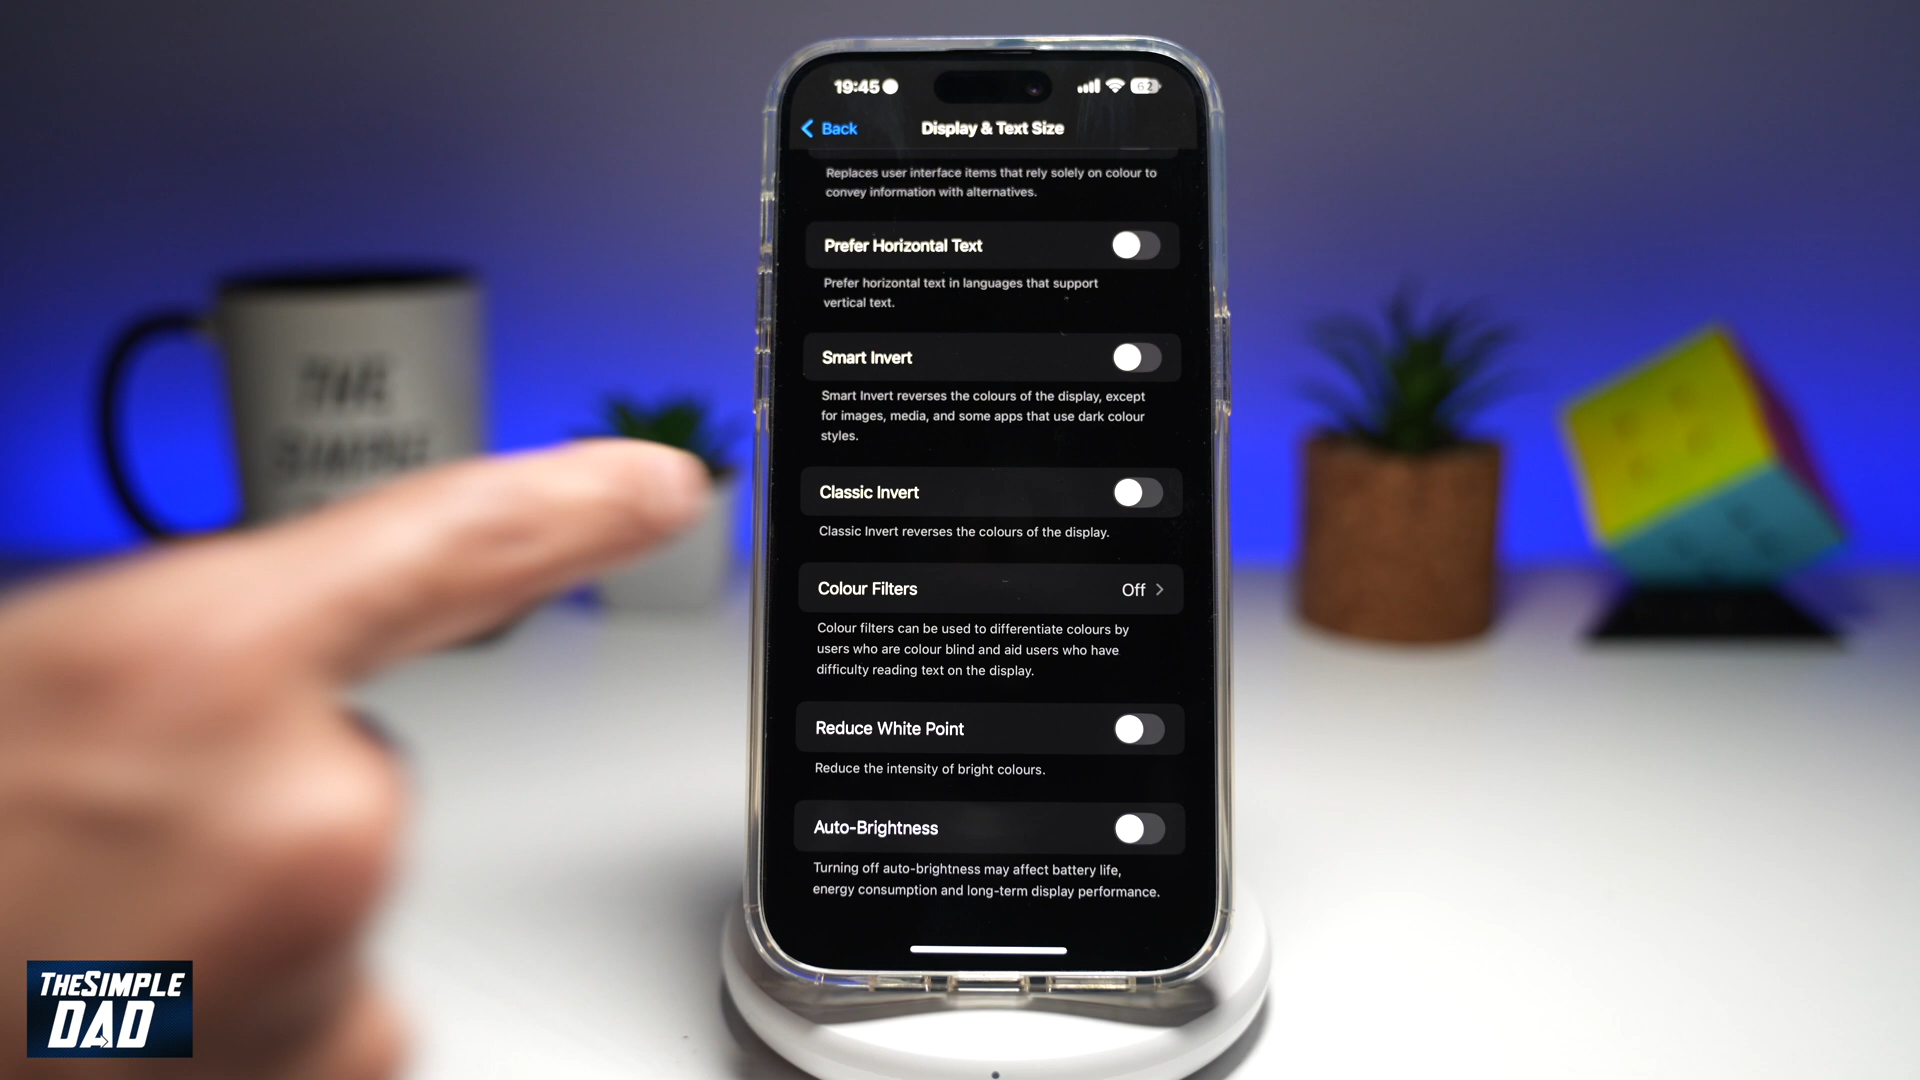 19:45
62
Back
Display & Text Size
Replaces user interface items that rely solely on colour to
convey information with alternatives.
Prefer Horizontal Text
Prefer horizontal text in languages that support
vertical text.
Smart Invert
Smart Invert reverses the colours of the display, except
for images, media, and some apps that use dark colour
styles.
Classic Invert
Classic Invert reverses the colours of the display.
Colour Filters
Off
Colour filters can be used to differentiate colours by
users who are colour blind and aid users who have
difficulty reading text on the display.
Reduce White Point
Reduce the intensity of bright colours.
Auto-Brightness
Turning off auto-brightness may affect battery life,
energy consumption and long-term display performance.
THE
SIMPLE
THESIMPLE
DAD